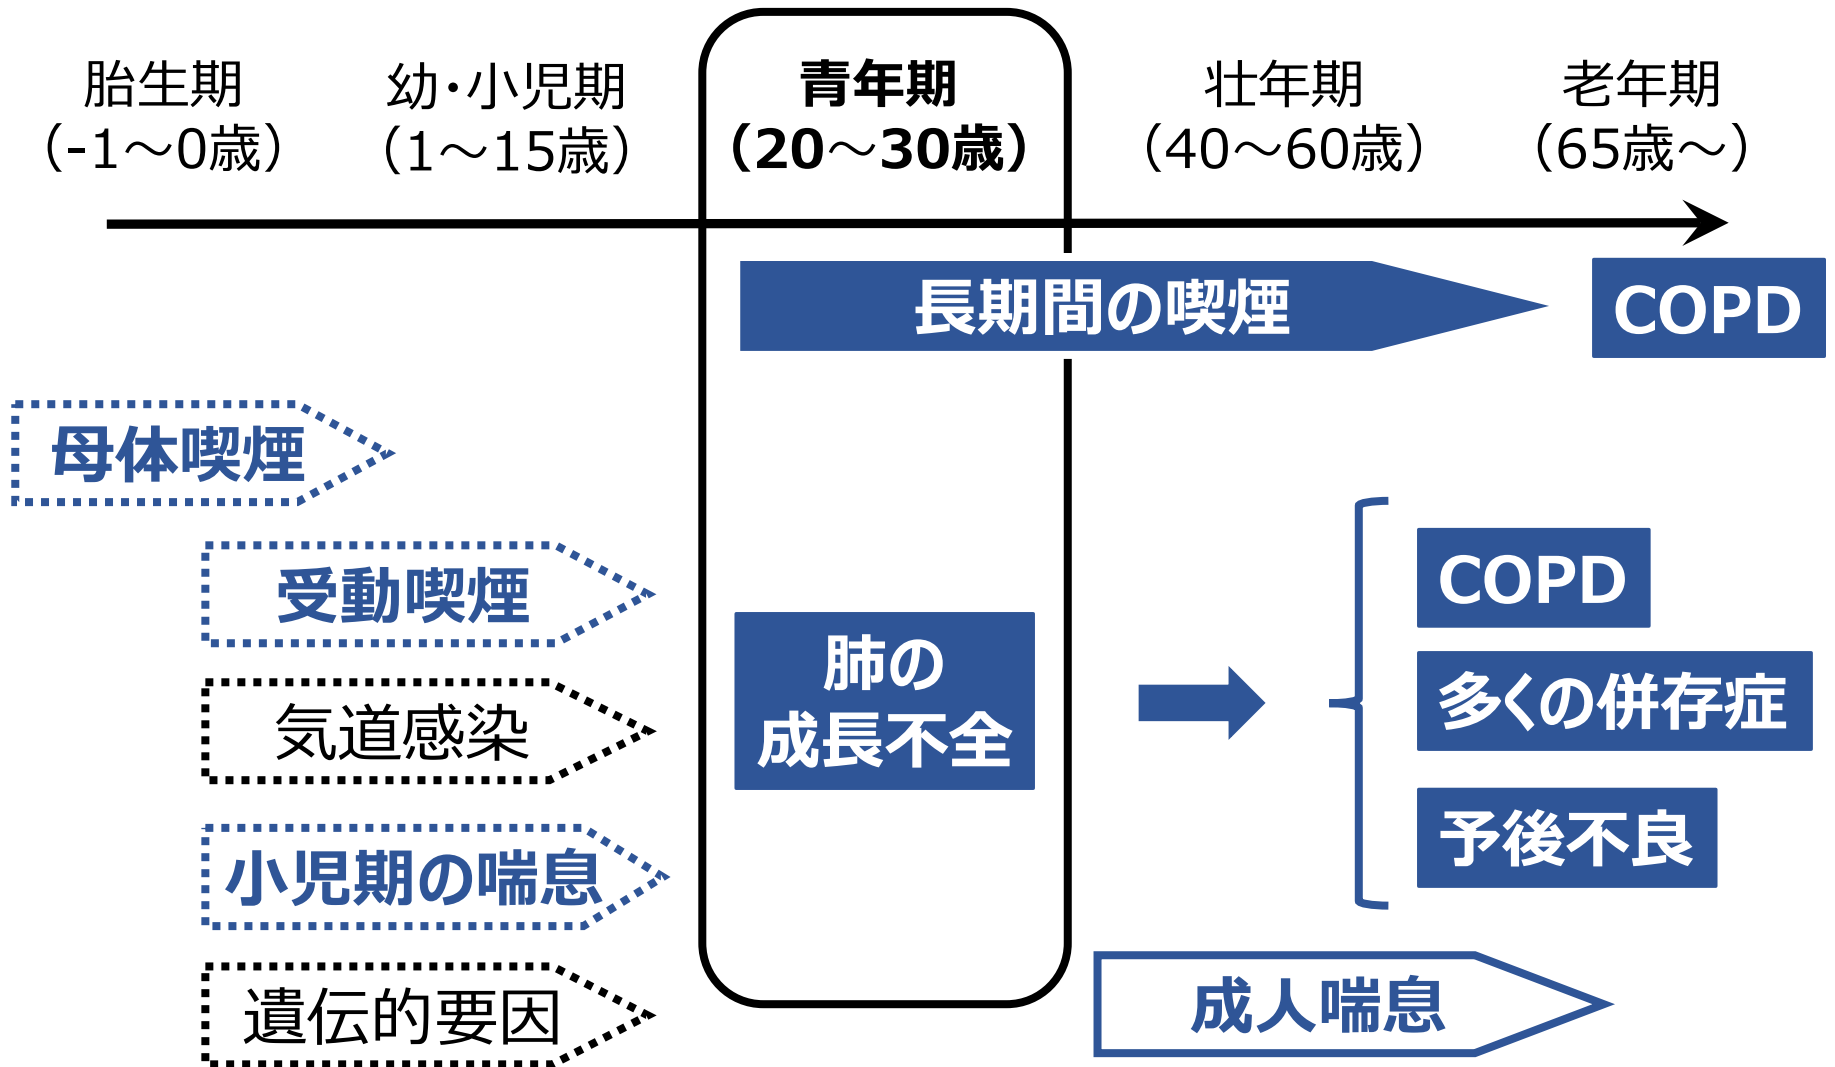 胎生期
（-1～0歳）
幼・小児期
（1～15歳）
青年期
（20～30歳）
壮年期
（40～60歳）
老年期
（65歳～）
長期間の喫煙
COPD
母体喫煙
受動喫煙
気道感染
小児期の喘息
遺伝的要因
肺の
成長不全
COPD
多くの併存症
予後不良
成人喘息